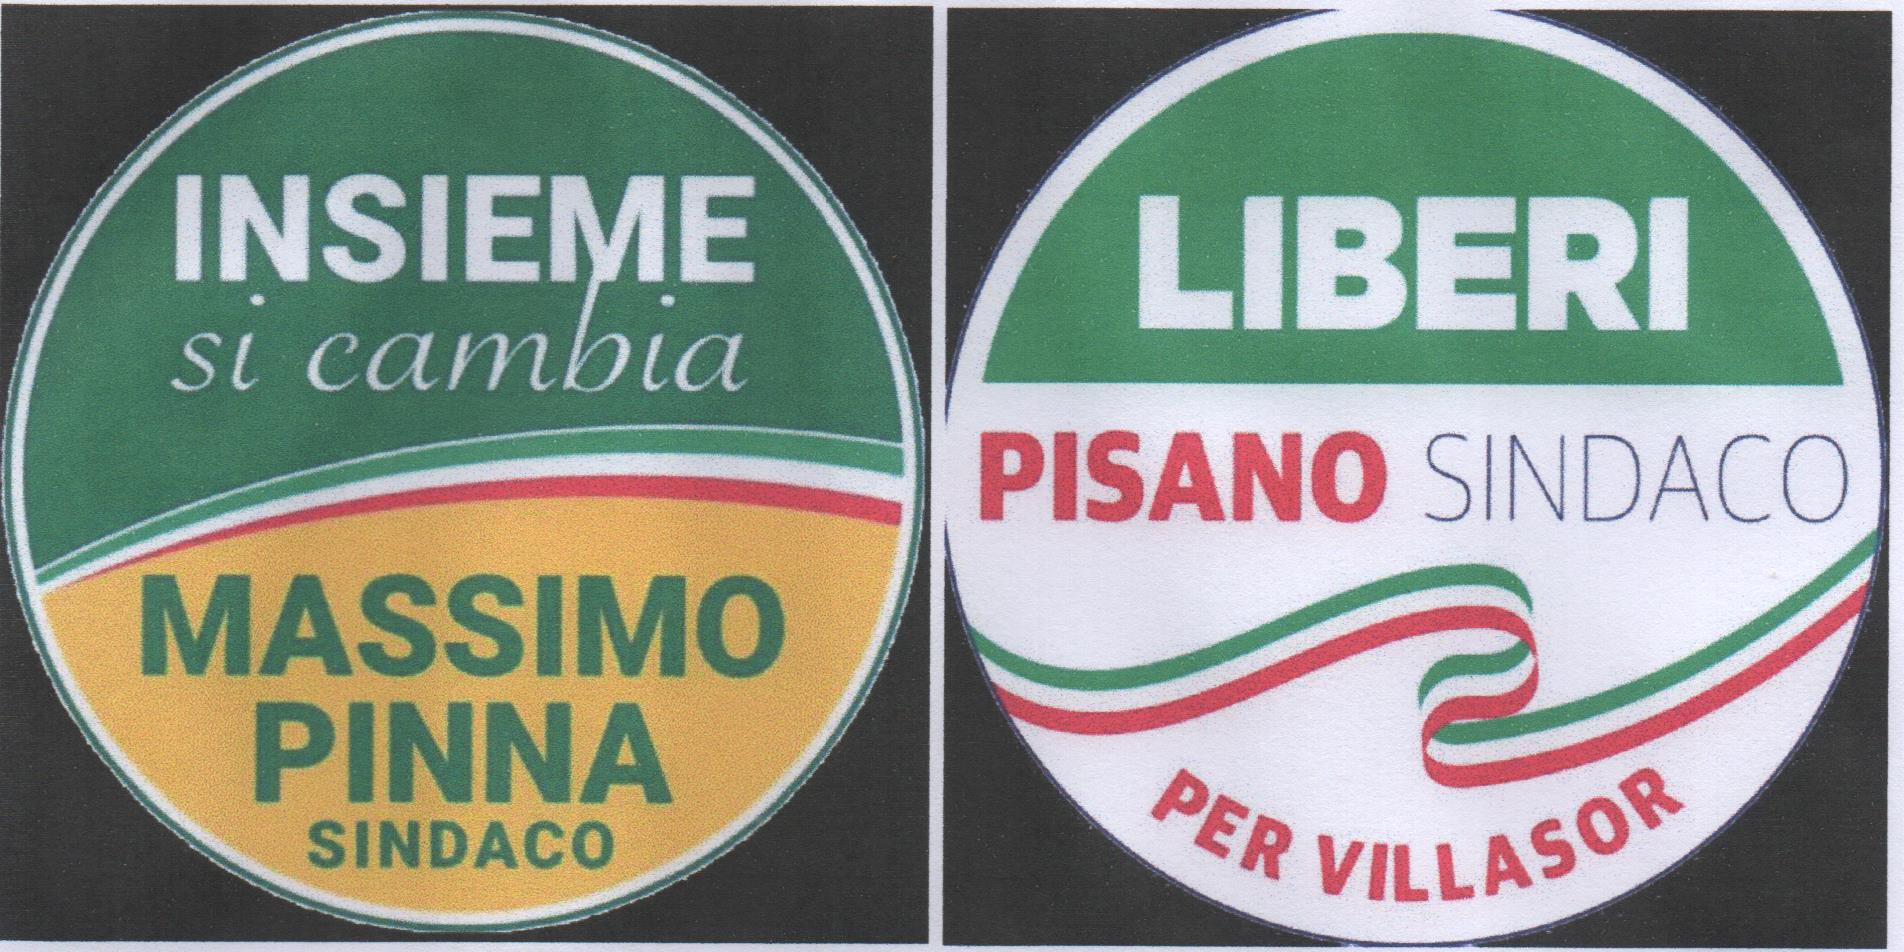 INSIEME
si cambia
MASSIMO
PINNA
SINDACO
LIBERI
PISANO SINDACO
PER VILLASOR